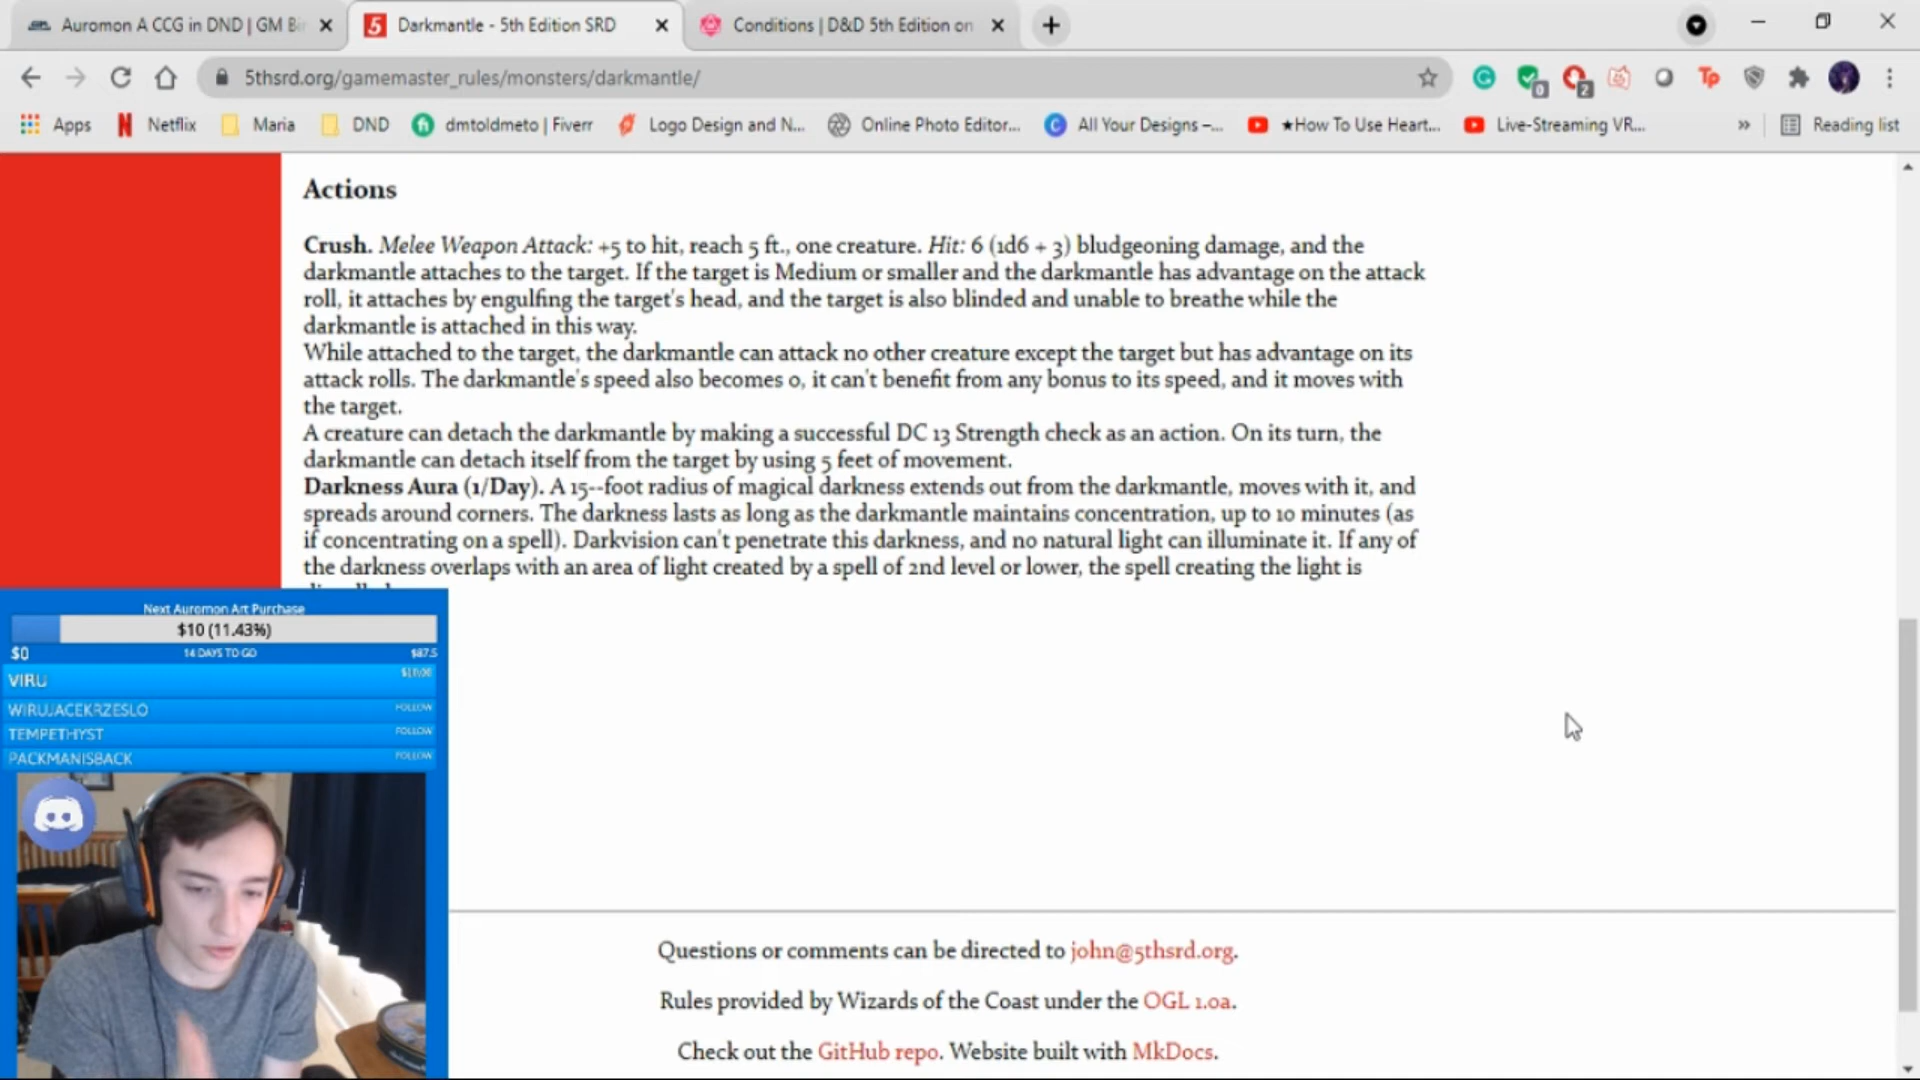 Auromon A CCG in DND | GM Bin
Darkmantle - 5th Edition SRD
Conditions | D&D 5th Edition on
5thsrd.org/gamemaster_rules/monsters/darkmantle/
0
2
Tp
Apps
Netflix
Maria
DND
dmtoldmeto | Fiverr
Logo Design and N...
Online Photo Editor...
All Your Designs –...
★How To Use Heart...
Live-Streaming VR...
»
Reading list
Actions
Crush. Melee Weapon Attack: +5 to hit, reach 5 ft., one creature. Hit: 6 (1d6 + 3) bludgeoning damage, and the
darkmantle attaches to the target. If the target is Medium or smaller and the darkmantle has advantage on the attack
roll, it attaches by engulfing the target's head, and the target is also blinded and unable to breathe while the
darkmantle is attached in this way.
While attached to the target, the darkmantle can attack no other creature except the target but has advantage on its
attack rolls. The darkmantle's speed also becomes 0, it can't benefit from any bonus to its speed, and it moves with
the target.
A creature can detach the darkmantle by making a successful DC 13 Strength check as an action. On its turn, the
darkmantle can detach itself from the target by using 5 feet of movement.
Darkness Aura (1/Day). A 15--foot radius of magical darkness extends out from the darkmantle, moves with it, and
spreads around corners. The darkness lasts as long as the darkmantle maintains concentration, up to 10 minutes (as
if concentrating on a spell). Darkvision can't penetrate this darkness, and no natural light can illuminate it. If any of
the darkness overlaps with an area of light created by a spell of 2nd level or lower, the spell creating the light is
Next Auromon Art Purchase
$10 (11.43%)
$0 14 DAYS TO GO $87.5
VIRU $10.00
WIRUJACEKRZESLO FOLLOW
TEMPETHYST FOLLOW
PACKMANISBACK FOLLOW
Questions or comments can be directed to john@5thsrd.org.
Rules provided by Wizards of the Coast under the OGL 1.0a.
Check out the GitHub repo. Website built with MkDocs.